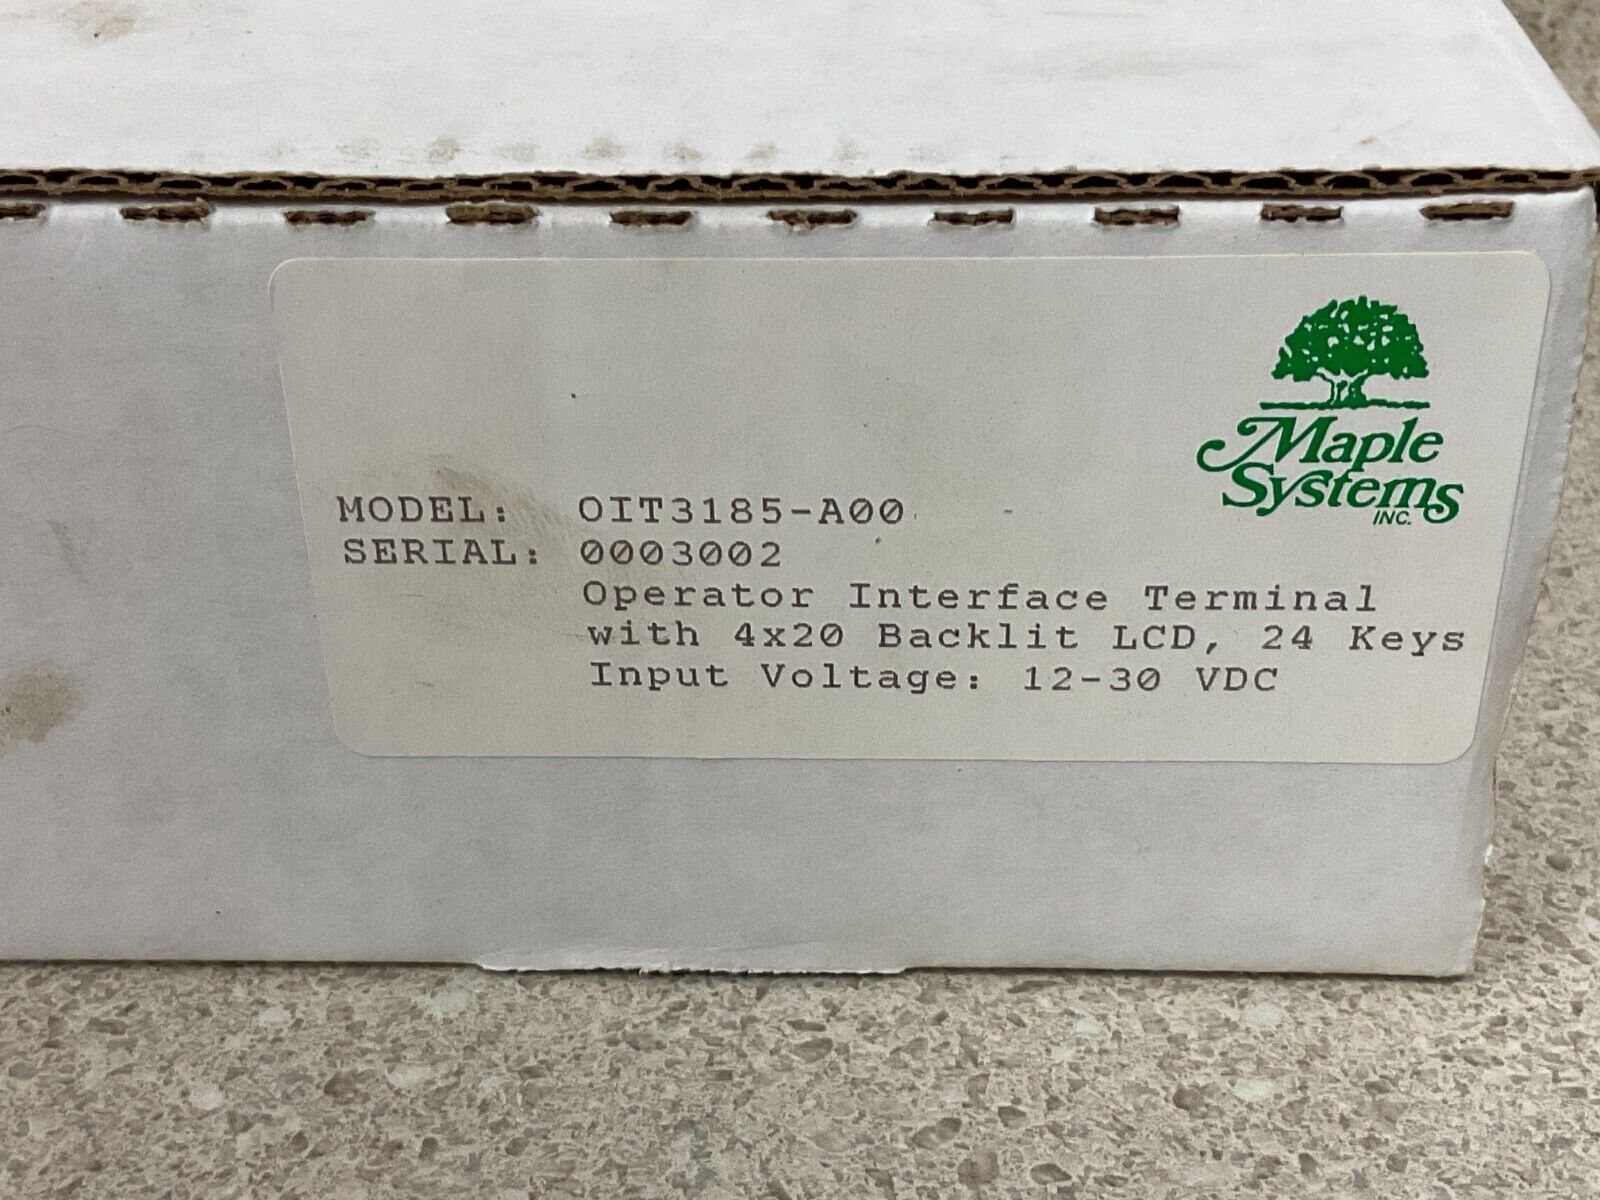 Maple
Systems
INC.
MODEL: OIT3185-A00
SERIAL: 0003002
Operator Interface Terminal
with 4x20 Backlit LCD, 24 Keys
Input Voltage: 12-30 VDC